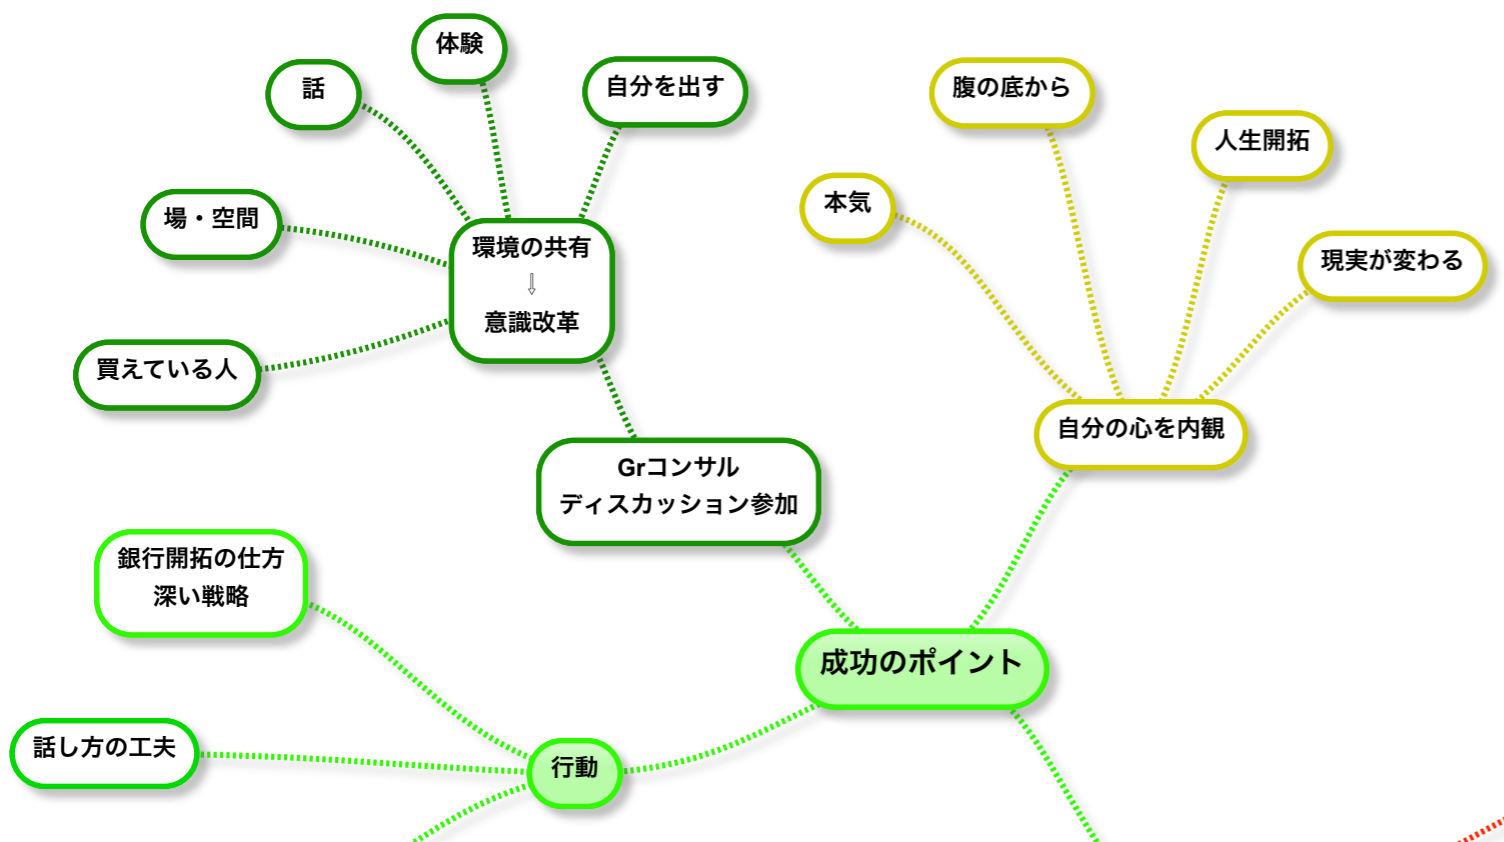 体験
話
自分を出す
腹の底から
人生開拓
本気
場・空間
環境の共有
⇩
意識改革
現実が変わる
買えている人
自分の心を内観
Grコンサル
ディスカッション参加
銀行開拓の仕方
深い戦略
成功のポイント
話し方の工夫
行動